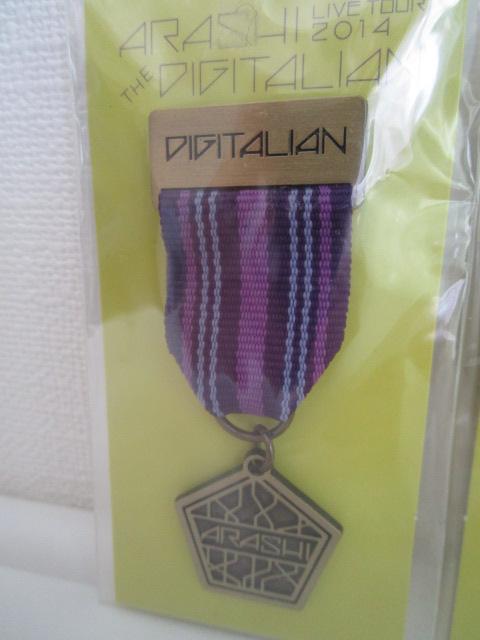 ARASHI LIVE TOUR
2014
THE DIGITALIAN
DIGITALIAN
ARASHI